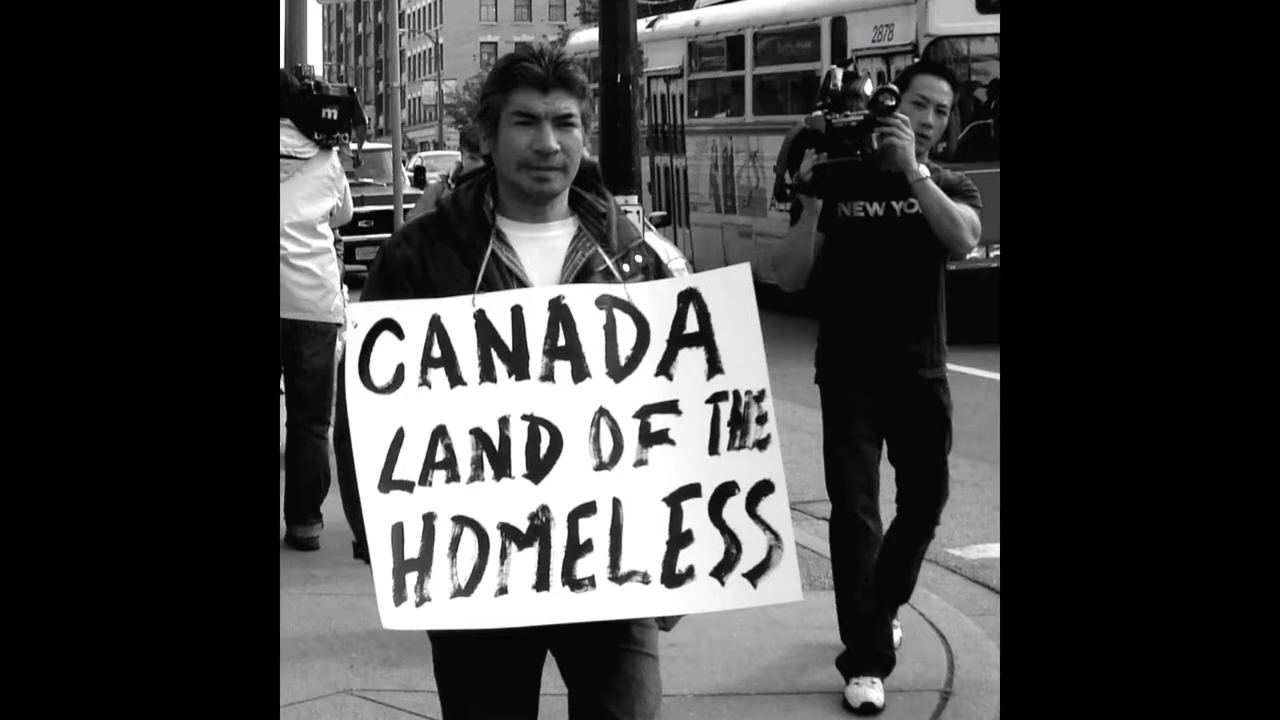 2878
m
NEW YO
CANADA
LAND OF THE
HOMELESS